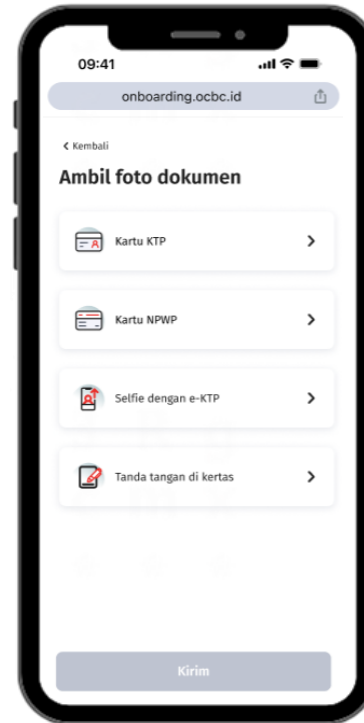 09:41
onboarding.ocbc.id
Kembali
Ambil foto dokumen
Kartu KTP
Kartu NPWP
Selfie dengan e-KTP
Tanda tangan di kertas
Kirim